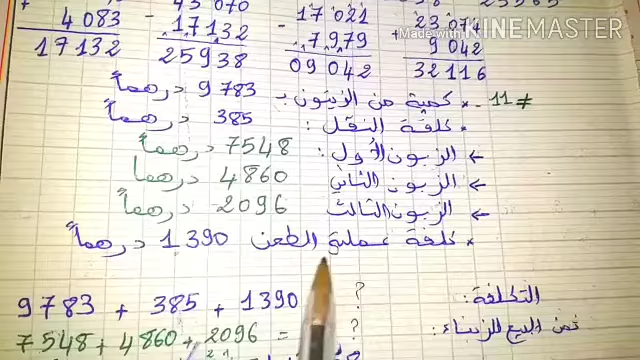 4083
17132
43070
- 17132
25938
- 17021
7979
09042
23074
+ 9042
32116
Made with KINEMASTER
11 ≠ - * كمية من الزيتون :- 9783 درهماً
* كلفة النقل : 385 درهماً
← الزبون الأول : 7548 درهماً
← الزبون الثاني 4860 درهماً
← الزبون الثالث 2096 درهماً
* كلفة عملية الطحن 1390 درهماً
التكلفة: ?
9783 + 385 + 1390
ثمن البيع للزبناء: ?
7548 + 4860 + 2096 =